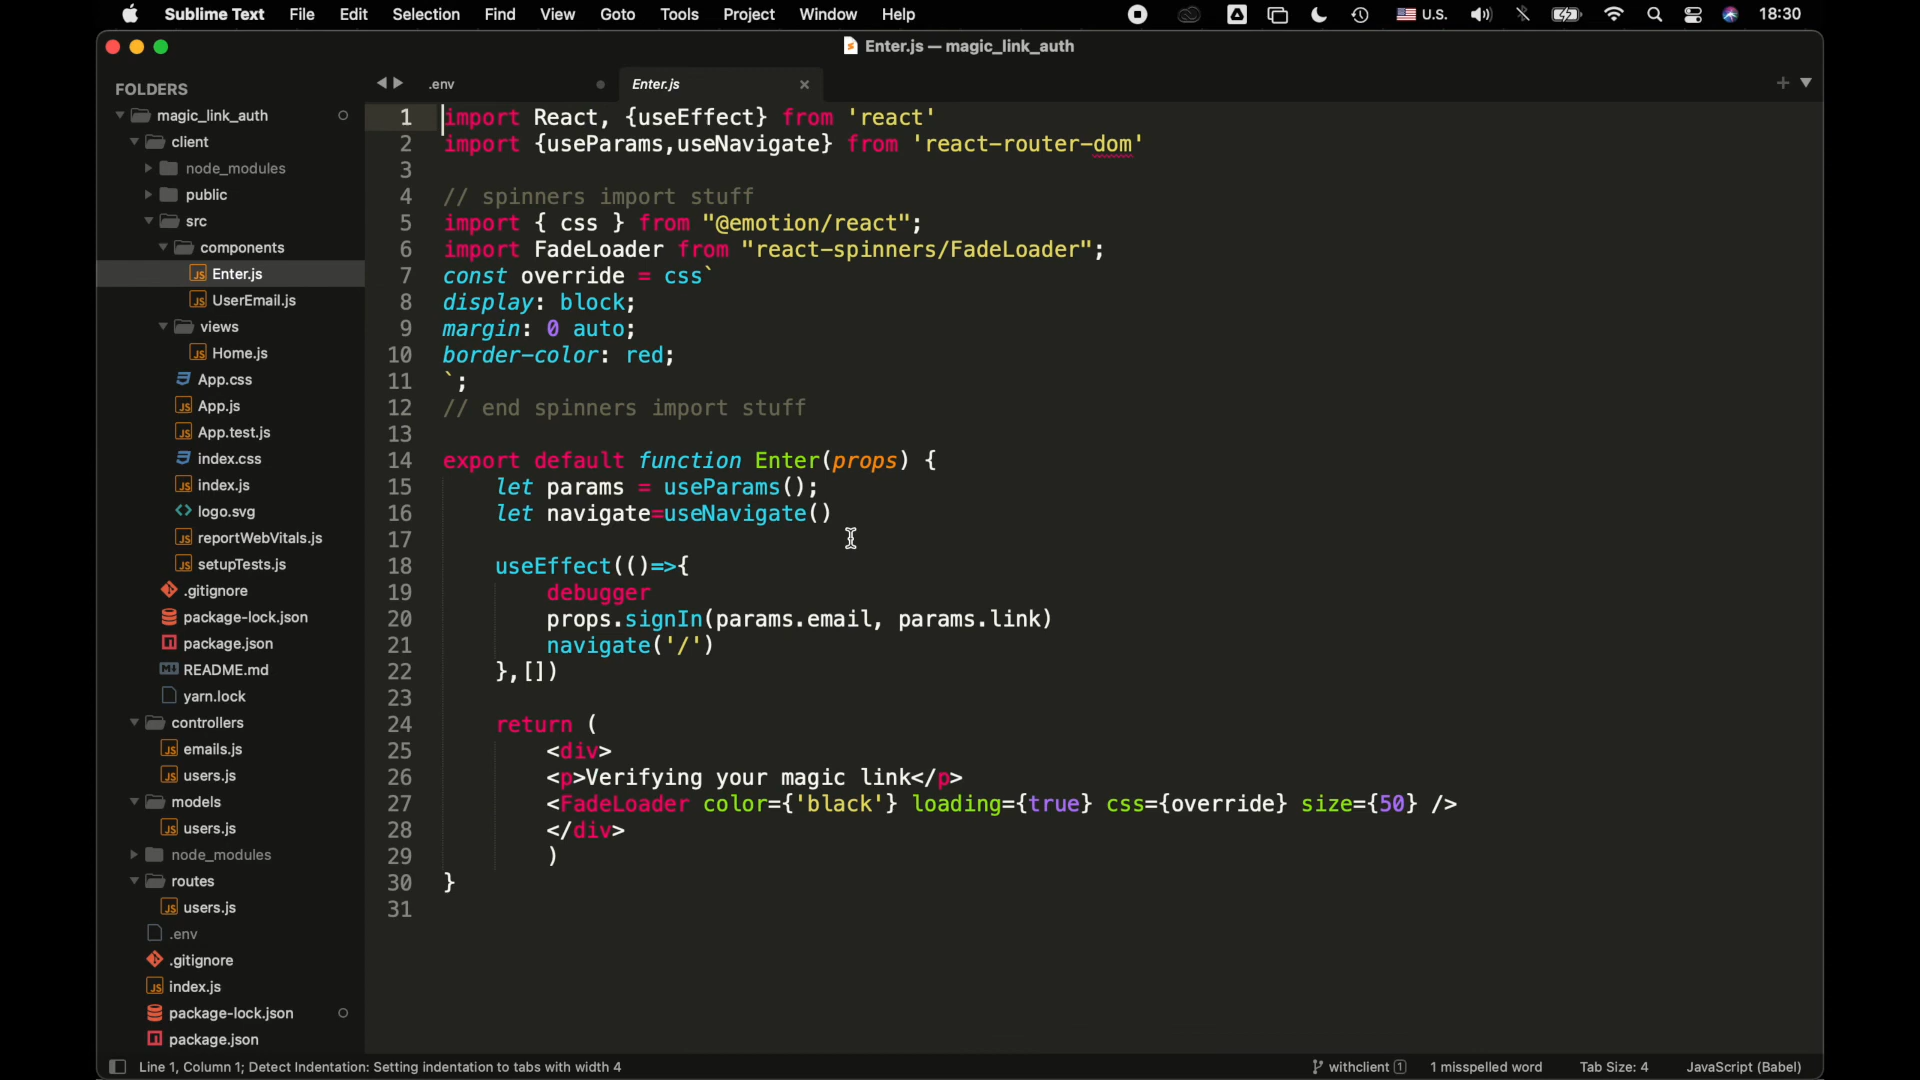 Sublime Text File Edit Selection Find View Goto Tools Project Window Help U.S. 18:30
Enter.js — magic_link_auth
FOLDERS
magic_link_auth
client
node_modules
public
src
components
Enter.js
UserEmail.js
views
Home.js
App.css
App.js
App.test.js
index.css
index.js
logo.svg
reportWebVitals.js
setupTests.js
.gitignore
package-lock.json
package.json
README.md
yarn.lock
controllers
emails.js
users.js
models
users.js
node_modules
routes
users.js
.env
.gitignore
index.js
package-lock.json
package.json
.env Enter.js
1 import React, {useEffect} from 'react'
2 import {useParams,useNavigate} from 'react-router-dom'
3
4 // spinners import stuff
5 import { css } from "@emotion/react";
6 import FadeLoader from "react-spinners/FadeLoader";
7 const override = css`
8 display: block;
9 margin: 0 auto;
10 border-color: red;
11 `;
12 // end spinners import stuff
13
14 export default function Enter(props) {
15 let params = useParams();
16 let navigate=useNavigate()
17
18 useEffect(()=>{
19 debugger
20 props.signIn(params.email, params.link)
21 navigate('/')
22 },[])
23
24 return (
25 <div>
26 <p>Verifying your magic link</p>
27 <FadeLoader color={'black'} loading={true} css={override} size={50} />
28 </div>
29 )
30 }
31
Line 1, Column 1; Detect Indentation: Setting indentation to tabs with width 4 withclient 1 1 misspelled word Tab Size: 4 JavaScript (Babel)